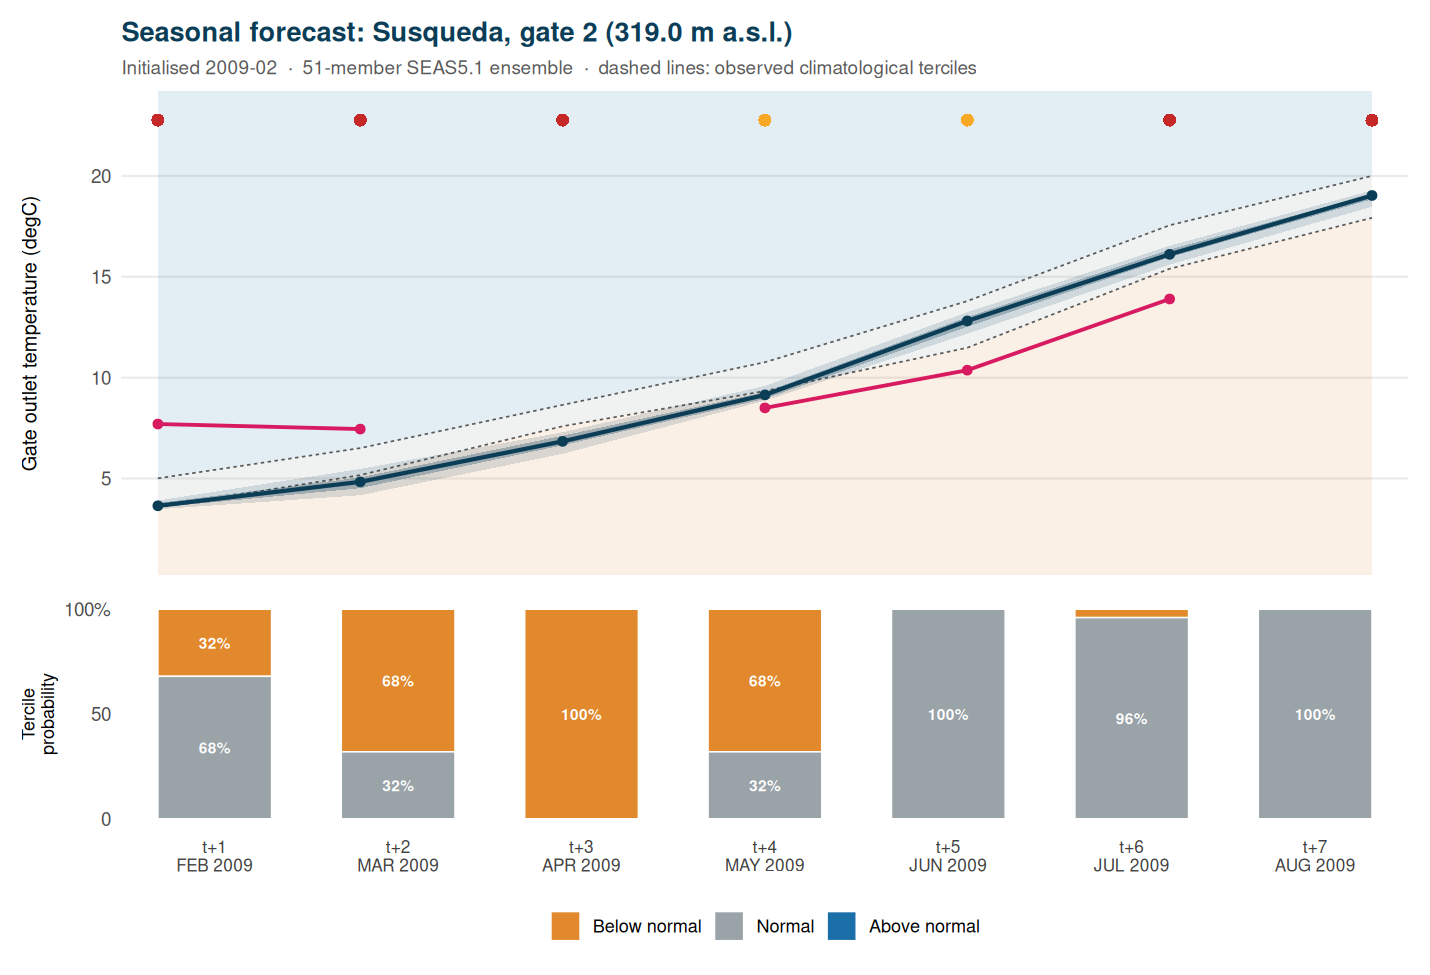 Seasonal forecast: Susqueda, gate 2 (319.0 m a.s.l.)
Initialised 2009-02 · 51-member SEAS5.1 ensemble · dashed lines: observed climatological terciles
Gate outlet temperature (degC)
20
15
10
5
Tercile
probability
100%
50
0
32%
68%
68%
32%
100%
68%
32%
100%
96%
100%
t+1
FEB 2009
t+2
MAR 2009
t+3
APR 2009
t+4
MAY 2009
t+5
JUN 2009
t+6
JUL 2009
t+7
AUG 2009
Below normal
Normal
Above normal